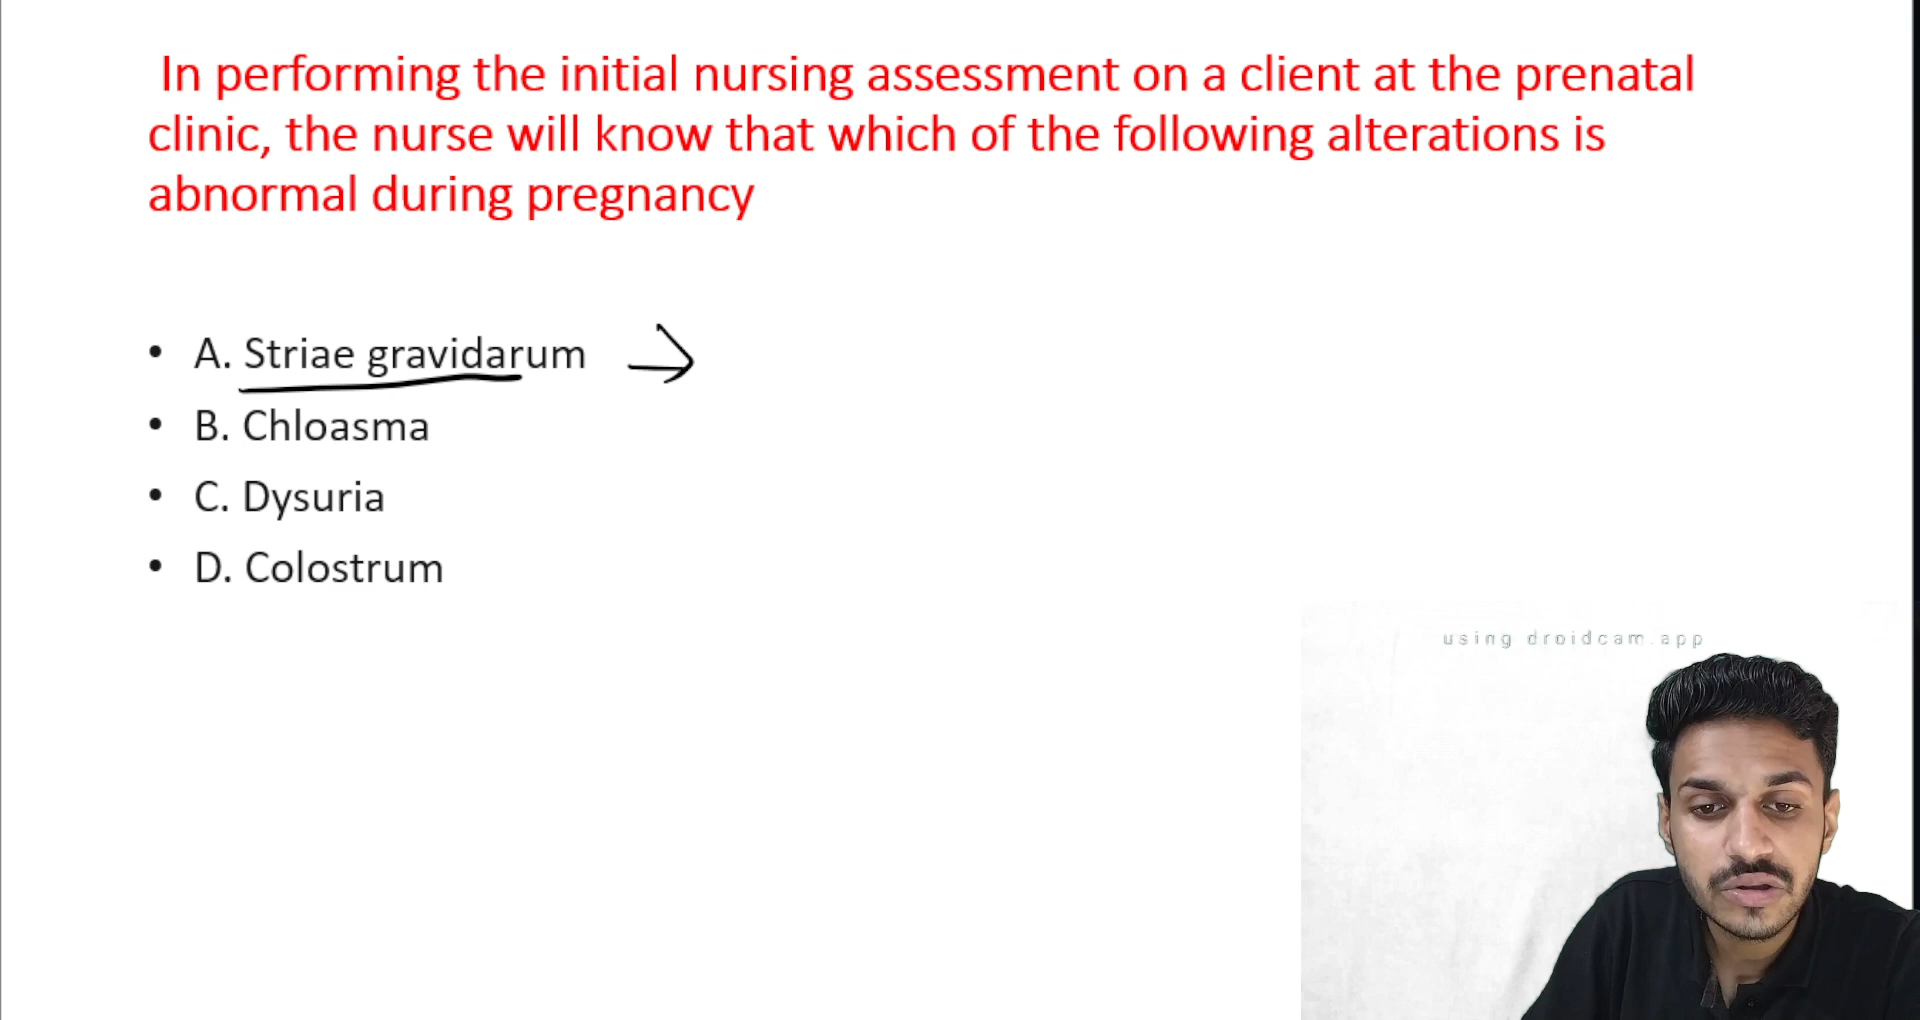 In performing the initial nursing assessment on a client at the prenatal
clinic, the nurse will know that which of the following alterations is
abnormal during pregnancy
• A. Striae gravidarum
• B. Chloasma
• C. Dysuria
• D. Colostrum
using droidcam.app